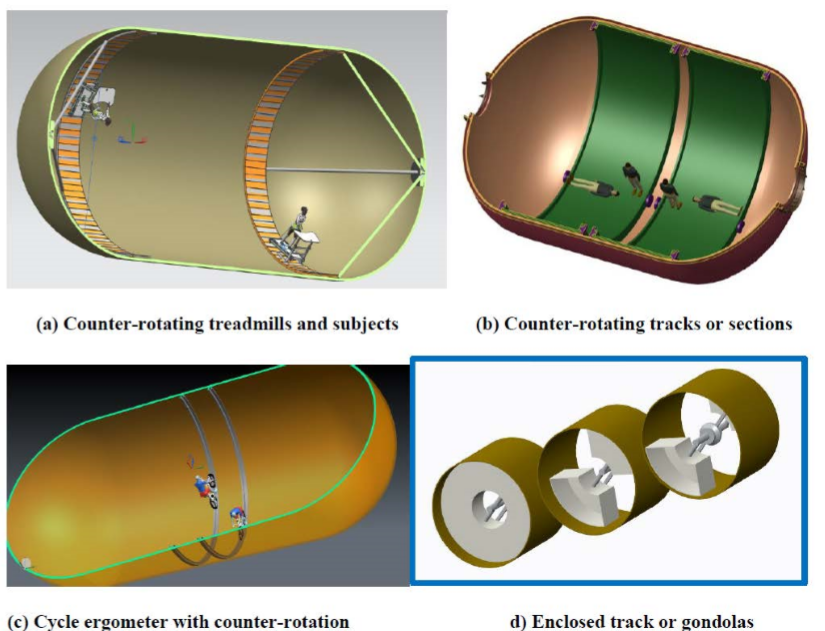 (a) Counter-rotating treadmills and subjects
(b) Counter-rotating tracks or sections
(c) Cycle ergometer with counter-rotation
d) Enclosed track or gondolas